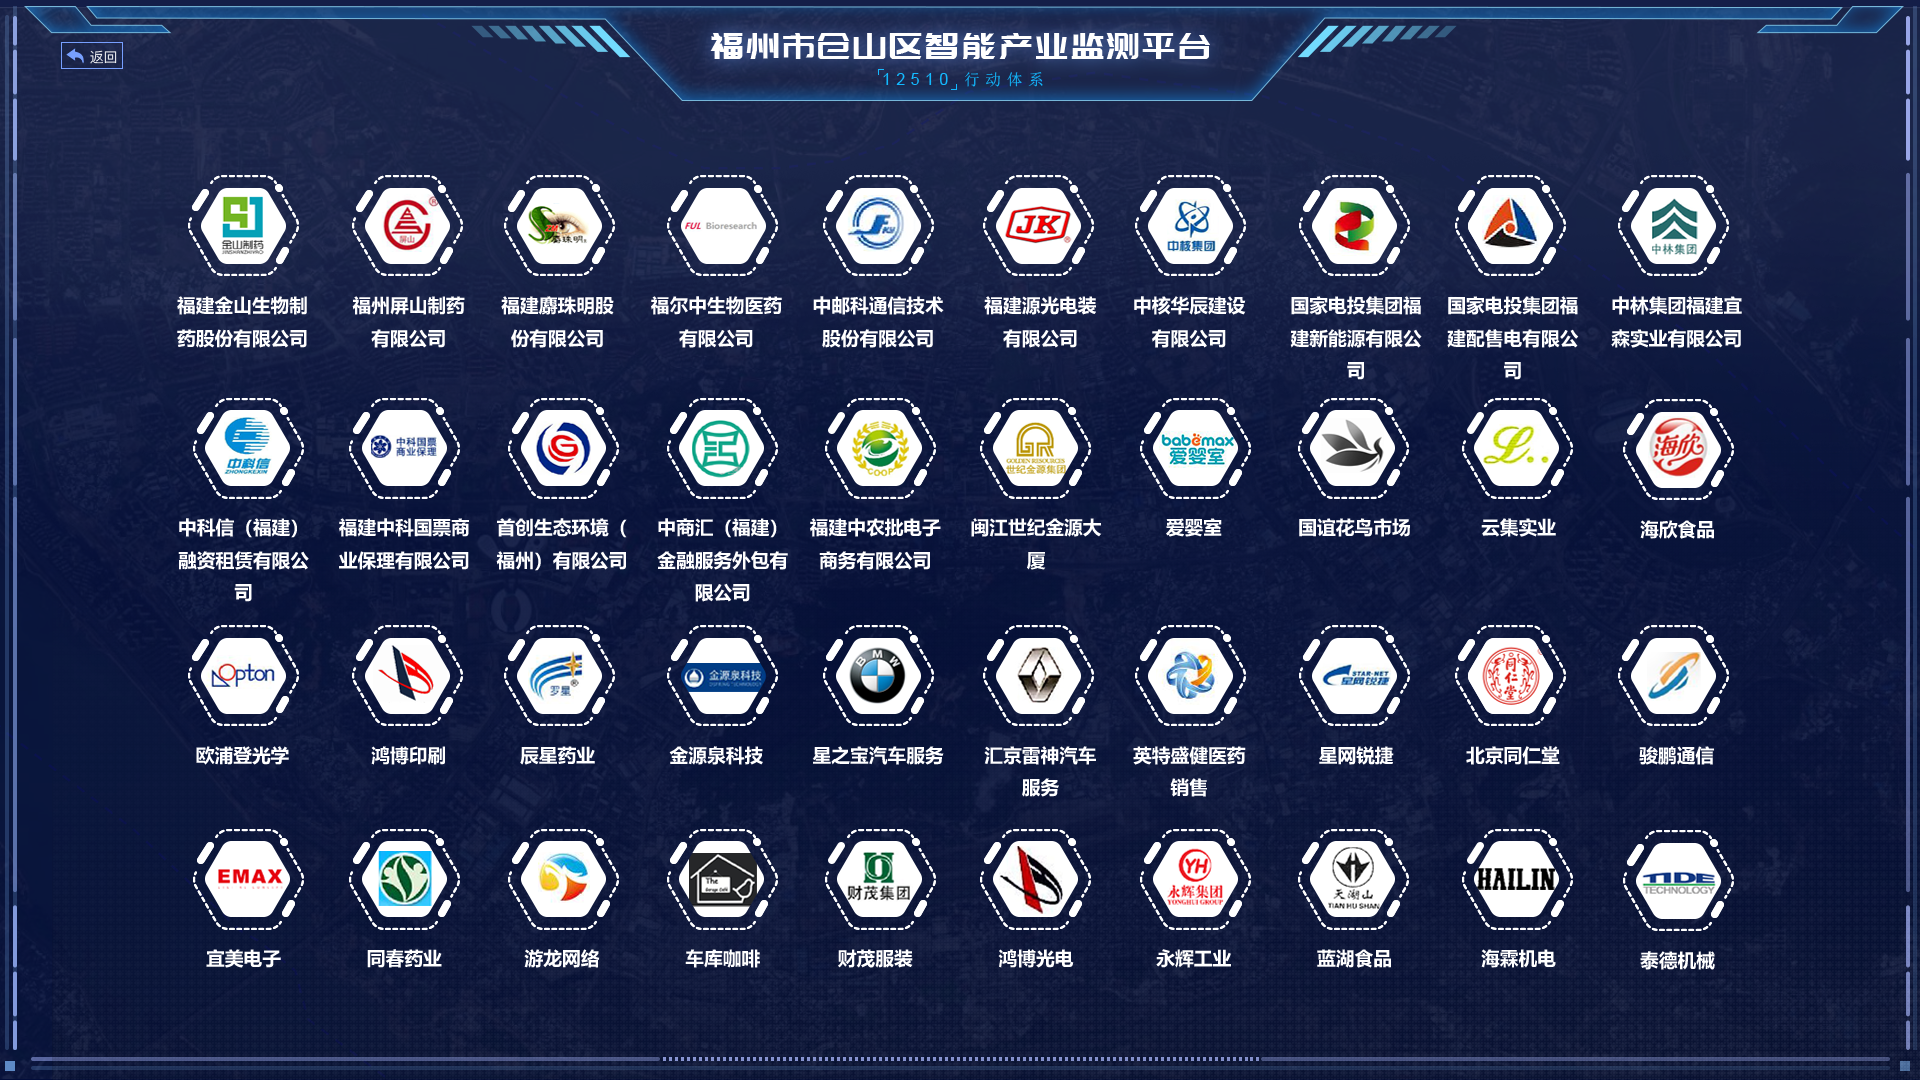 福州市仓山区智能产业监测平台
返回
「12510」行动体系
金山制药
JINSHANZHIYAO
屏山
麝珠明
FUL Bioresearch
JK
中核集团
中林集团
福建金山生物制
药股份有限公司
福州屏山制药
有限公司
福建麝珠明股
份有限公司
福尔中生物医药
有限公司
中邮科通信技术
股份有限公司
福建源光电装
有限公司
中核华辰建设
有限公司
国家电投集团福
建新能源有限公
司
国家电投集团福
建配售电有限公
司
中林集团福建宜
森实业有限公司
中科信
ZHONGKEXIN
中科国票
商业保理
G
COOP
GR
GOLDEN RESOURCES
世纪金源集团
babemax
爱婴室
L..
海欣
中科信（福建）
融资租赁有限公
司
福建中科国票商
业保理有限公司
首创生态环境（
福州）有限公司
中商汇（福建）
金融服务外包有
限公司
福建中农批电子
商务有限公司
闽江世纪金源大
厦
爱婴室
国谊花鸟市场
云集实业
海欣食品
Opton
罗星
金源泉科技
BMW
STAR-NET
星网锐捷
同仁堂
欧浦登光学
鸿博印刷
辰星药业
金源泉科技
星之宝汽车服务
汇京雷神汽车
服务
英特盛健医药
销售
星网锐捷
北京同仁堂
骏鹏通信
EMAX
The
Garage Café
财茂集团
YH
永辉集团
YONGHUI GROUP
天湖山
TIAN HU SHAN
HAILIN
TIDE
TECHNOLOGY
宜美电子
同春药业
游龙网络
车库咖啡
财茂服装
鸿博光电
永辉工业
蓝湖食品
海霖机电
泰德机械